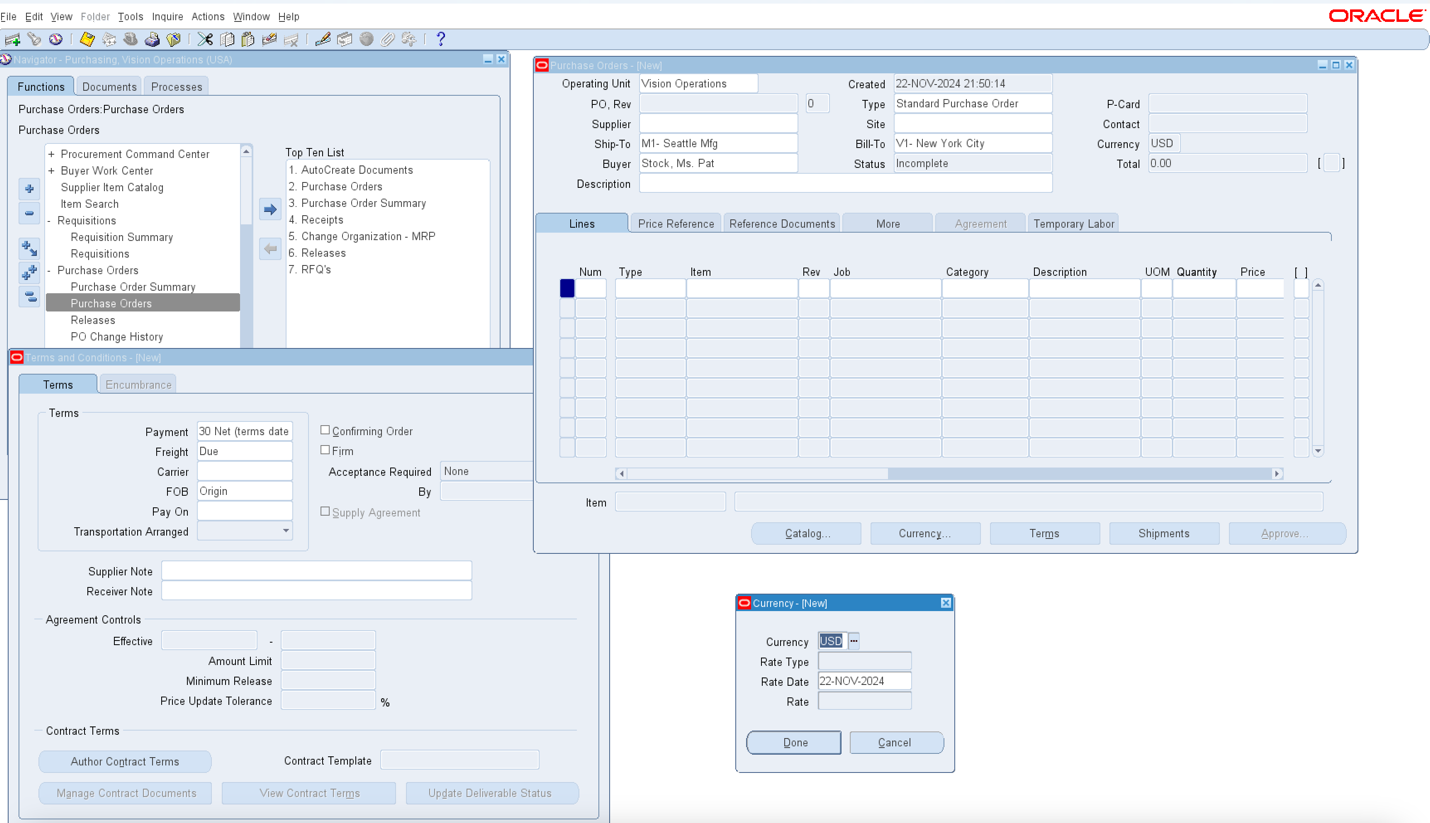 File Edit View Folder Tools Inquire Actions Window Help
ORACLE
Navigator - Purchasing, Vision Operations (USA)
Functions Documents Processes
Purchase Orders:Purchase Orders
Purchase Orders
+ Procurement Command Center
+ Buyer Work Center
Supplier Item Catalog
Item Search
- Requisitions
Requisition Summary
Requisitions
- Purchase Orders
Purchase Order Summary
Purchase Orders
Releases
PO Change History
Top Ten List
1. AutoCreate Documents
2. Purchase Orders
3. Purchase Order Summary
4. Receipts
5. Change Organization - MRP
6. Releases
7. RFQ's
Purchase Orders - [New]
Operating Unit Vision Operations Created 22-NOV-2024 21:50:14
PO, Rev 0 Type Standard Purchase Order P-Card
Supplier Site Contact
Ship-To M1- Seattle Mfg Bill-To V1- New York City Currency USD
Buyer Stock, Ms. Pat Status Incomplete Total 0.00 [ ]
Description
Lines Price Reference Reference Documents More Agreement Temporary Labor
Num Type Item Rev Job Category Description UOM Quantity Price [ ]
Item
Catalog... Currency... Terms Shipments Approve...
Terms and Conditions - [New]
Terms Encumbrance
Terms
Payment 30 Net (terms date
Freight Due
Carrier
FOB Origin
Pay On
Transportation Arranged
Confirming Order
Firm
Acceptance Required None
By
Supply Agreement
Supplier Note
Receiver Note
Agreement Controls
Effective -
Amount Limit
Minimum Release
Price Update Tolerance %
Contract Terms
Author Contract Terms Contract Template
Manage Contract Documents View Contract Terms Update Deliverable Status
Currency - [New]
Currency USD ...
Rate Type
Rate Date 22-NOV-2024
Rate
Done Cancel